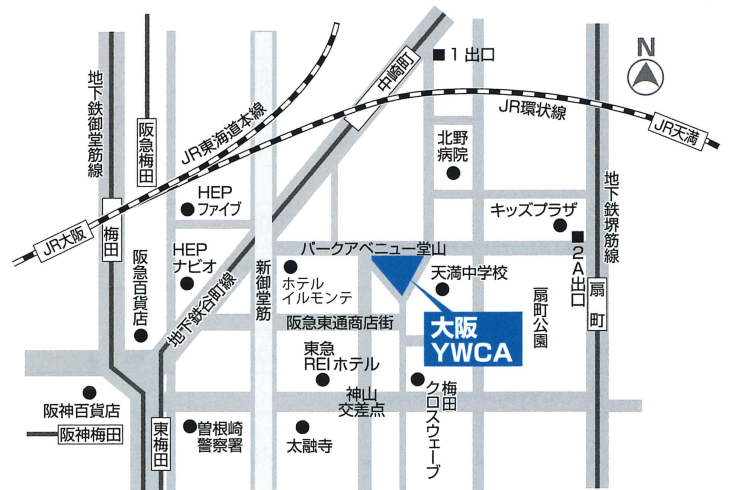 N
1出口
中崎町
地下鉄御堂筋線
阪急梅田
JR東海道本線
JR環状線
JR天満
北野
病院
HEP
ファイブ
キッズプラザ
地下鉄堺筋線
JR大阪
梅田
阪急百貨店
HEP
ナビオ
パークアベニュー堂山
2A出口
新御堂筋
ホテル
イルモンテ
天満中学校
扇町公園
扇町
地下鉄谷町線
阪急東通商店街
大阪
YWCA
東急
REIホテル
神山
交差点
梅田
クロスウェーブ
阪神百貨店
阪神梅田
東梅田
曽根崎
警察署
太融寺